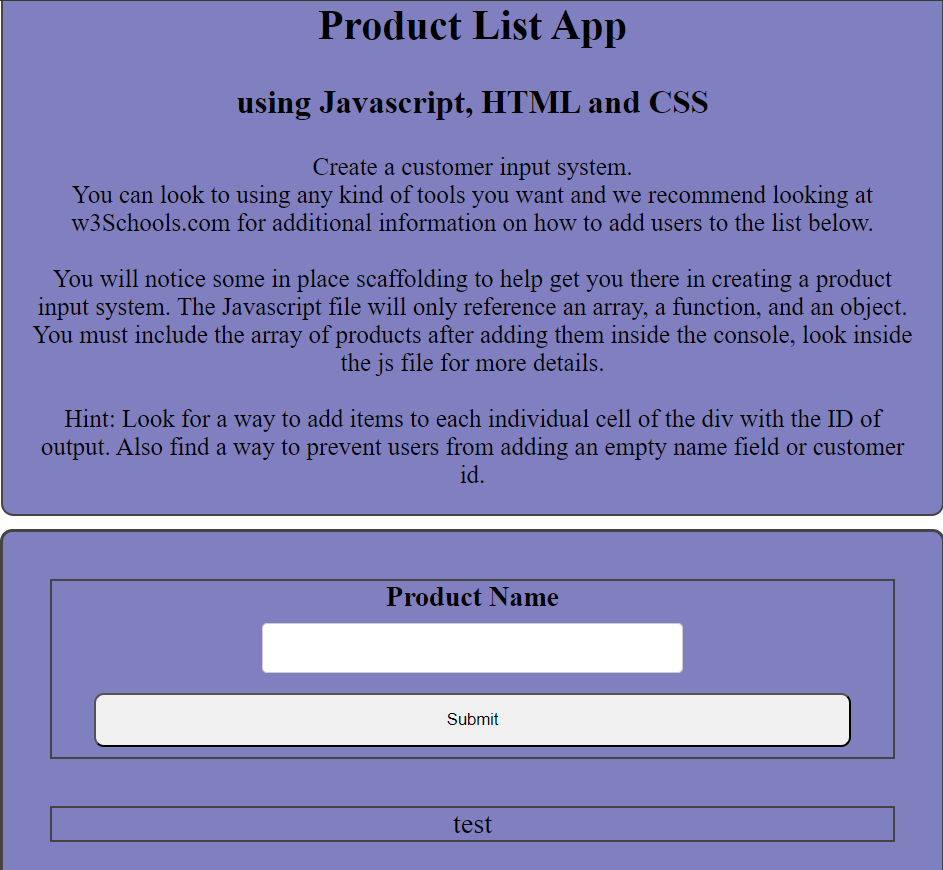 Product List App
using Javascript, HTML and CSS
Create a customer input system.
You can look to using any kind of tools you want and we recommend looking at
w3Schools.com for additional information on how to add users to the list below.
You will notice some in place scaffolding to help get you there in creating a product
input system. The Javascript file will only reference an array, a function, and an object.
You must include the array of products after adding them inside the console, look inside
the js file for more details.
Hint: Look for a way to add items to each individual cell of the div with the ID of
output. Also find a way to prevent users from adding an empty name field or customer
id.
Product Name
Submit
test